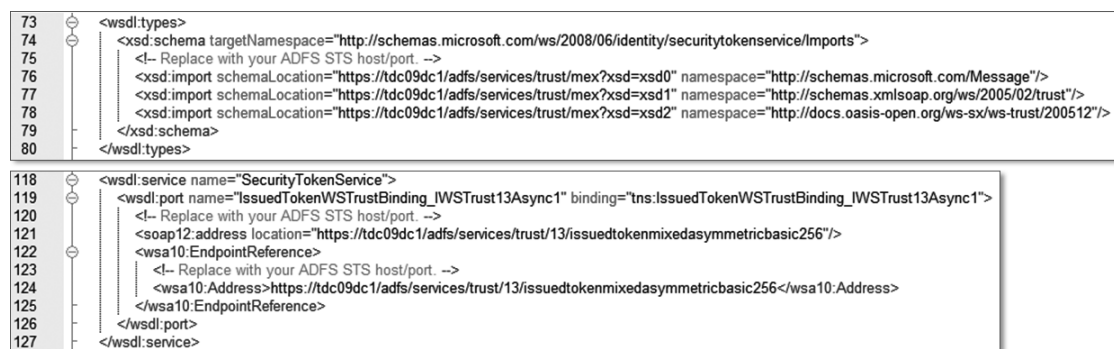 73 <wsdl:types>
74 <xsd:schema targetNamespace="http://schemas.microsoft.com/ws/2008/06/identity/securitytokenservice/Imports">
75 <!-- Replace with your ADFS STS host/port. -->
76 <xsd:import schemaLocation="https://tdc09dc1/adfs/services/trust/mex?xsd=xsd0" namespace="http://schemas.microsoft.com/Message"/>
77 <xsd:import schemaLocation="https://tdc09dc1/adfs/services/trust/mex?xsd=xsd1" namespace="http://schemas.xmlsoap.org/ws/2005/02/trust"/>
78 <xsd:import schemaLocation="https://tdc09dc1/adfs/services/trust/mex?xsd=xsd2" namespace="http://docs.oasis-open.org/ws-sx/ws-trust/200512"/>
79 </xsd:schema>
80 </wsdl:types>
118 <wsdl:service name="SecurityTokenService">
119 <wsdl:port name="IssuedTokenWSTrustBinding_IWSTrust13Async1" binding="tns:IssuedTokenWSTrustBinding_IWSTrust13Async1">
120 <!-- Replace with your ADFS STS host/port. -->
121 <soap12:address location="https://tdc09dc1/adfs/services/trust/13/issuedtokenmixedasymmetricbasic256"/>
122 <wsa10:EndpointReference>
123 <!-- Replace with your ADFS STS host/port. -->
124 <wsa10:Address>https://tdc09dc1/adfs/services/trust/13/issuedtokenmixedasymmetricbasic256</wsa10:Address>
125 </wsa10:EndpointReference>
126 </wsdl:port>
127 </wsdl:service>